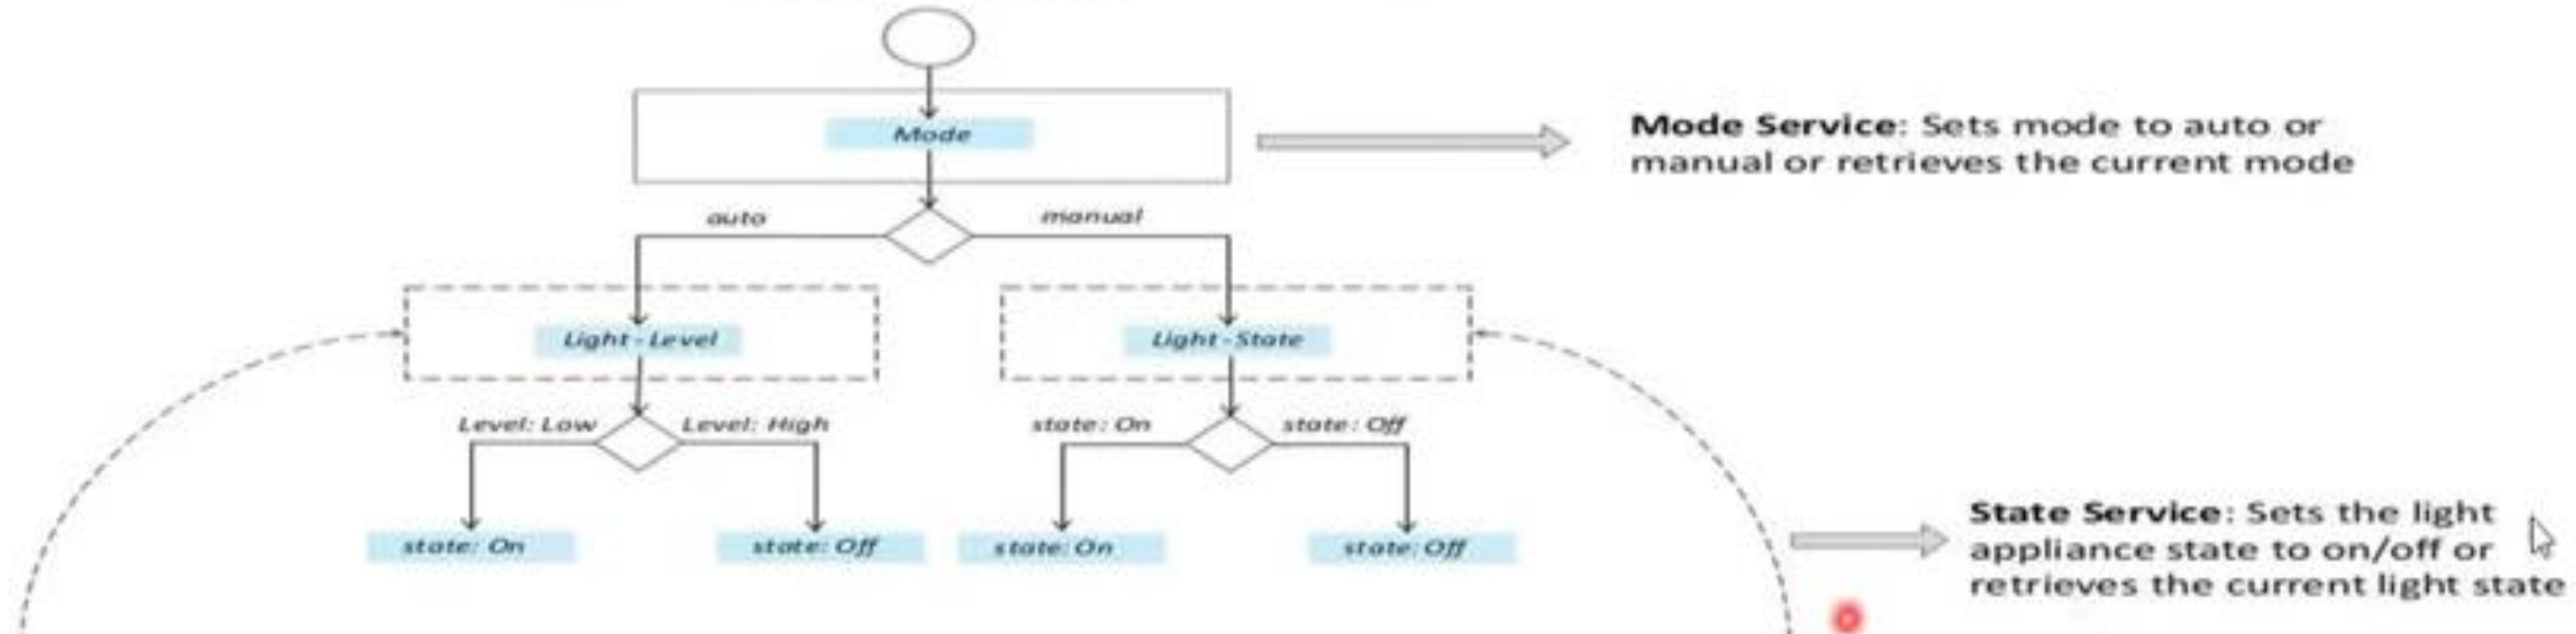 Mode
Mode Service: Sets mode to auto or
manual or retrieves the current mode
auto
manual
Light-Level
Light-State
Level: Low
Level: High
state: On
state: Off
state: On
state: Off
state: On
state: Off
State Service: Sets the light
appliance state to on/off or
retrieves the current light state